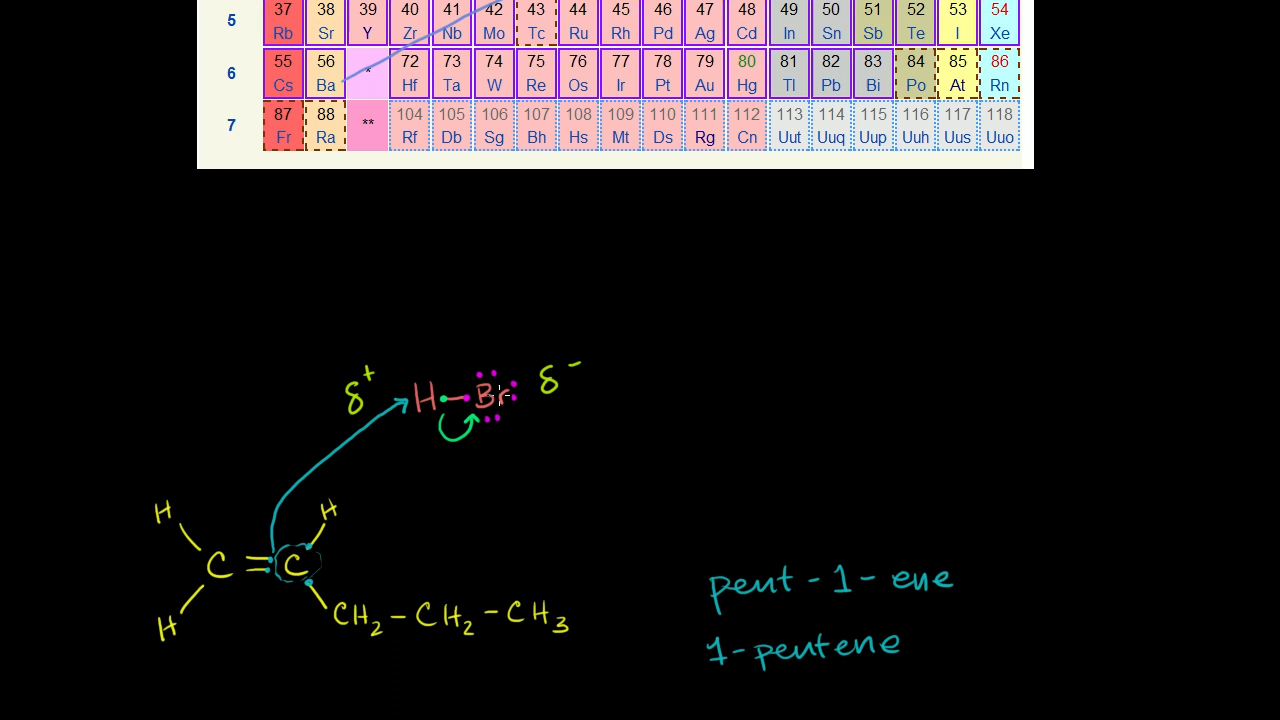 5 37 38 39 40 41 42 43 44 45 46 47 48 49 50 51 52 53 54
Rb Sr Y Zr Nb Mo Tc Ru Rh Pd Ag Cd In Sn Sb Te I Xe
6 55 56 * 72 73 74 75 76 77 78 79 80 81 82 83 84 85 86
Cs Ba Hf Ta W Re Os Ir Pt Au Hg Tl Pb Bi Po At Rn
7 87 88 ** 104 105 106 107 108 109 110 111 112 113 114 115 116 117 118
Fr Ra Rf Db Sg Bh Hs Mt Ds Rg Cn Uut Uuq Uup Uuh Uus Uuo
δ+ H—Br δ−
H H
C = C
H CH₂ – CH₂ – CH₃
pent - 1 - ene
1 - pentene